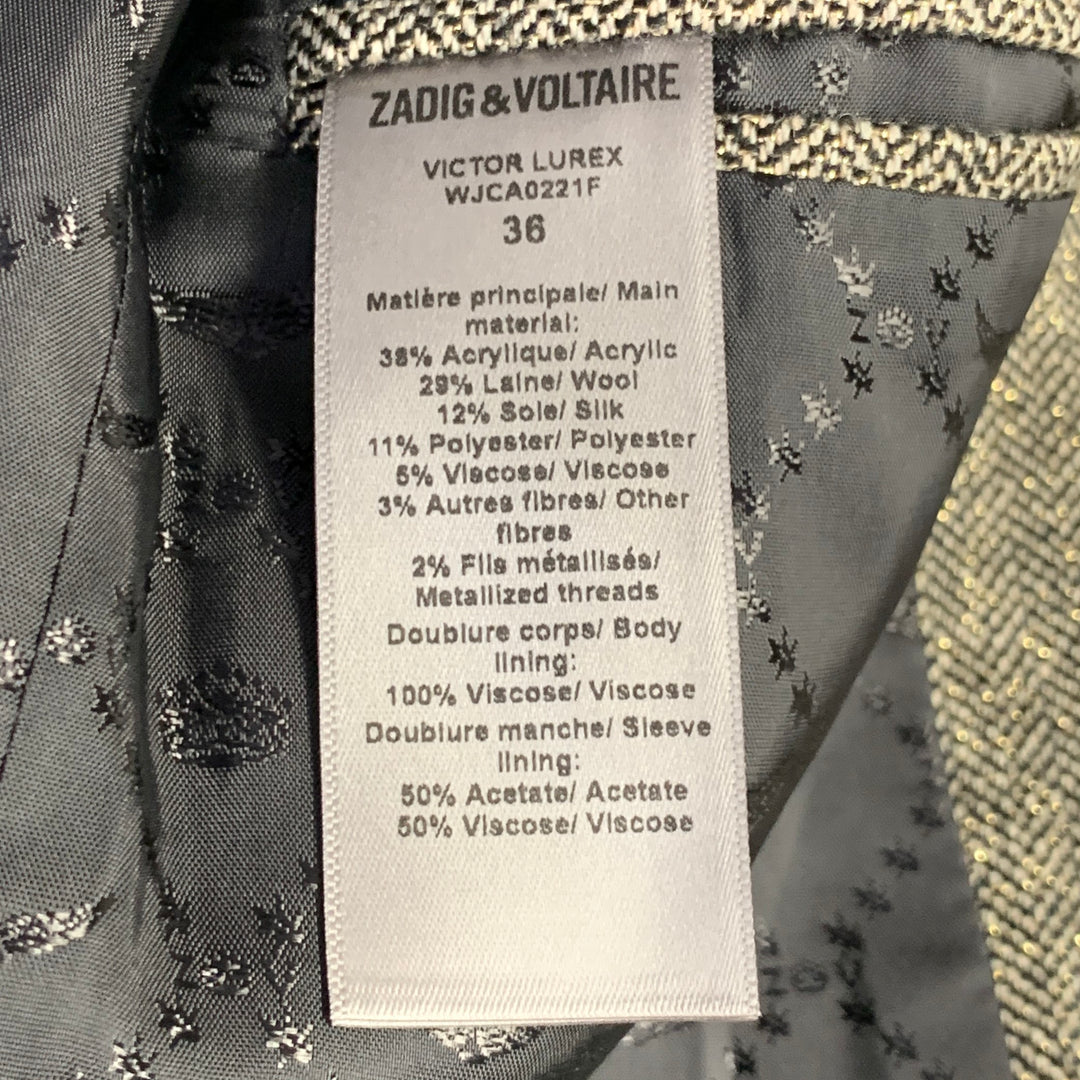 ZADIG&VOLTAIRE
VICTOR LUREX
WJCA0221F
36
Matière principale/ Main
material:
38% Acrylique/ Acrylic
29% Laine/ Wool
12% Soie/ Silk
11% Polyester/ Polyester
5% Viscose/ Viscose
3% Autres fibres/ Other
fibres
2% Fils métallisés/
Metallized threads
Doublure corps/ Body
lining:
100% Viscose/ Viscose
Doublure manche/ Sleeve
lining:
50% Acetate/ Acetate
50% Viscose/ Viscose